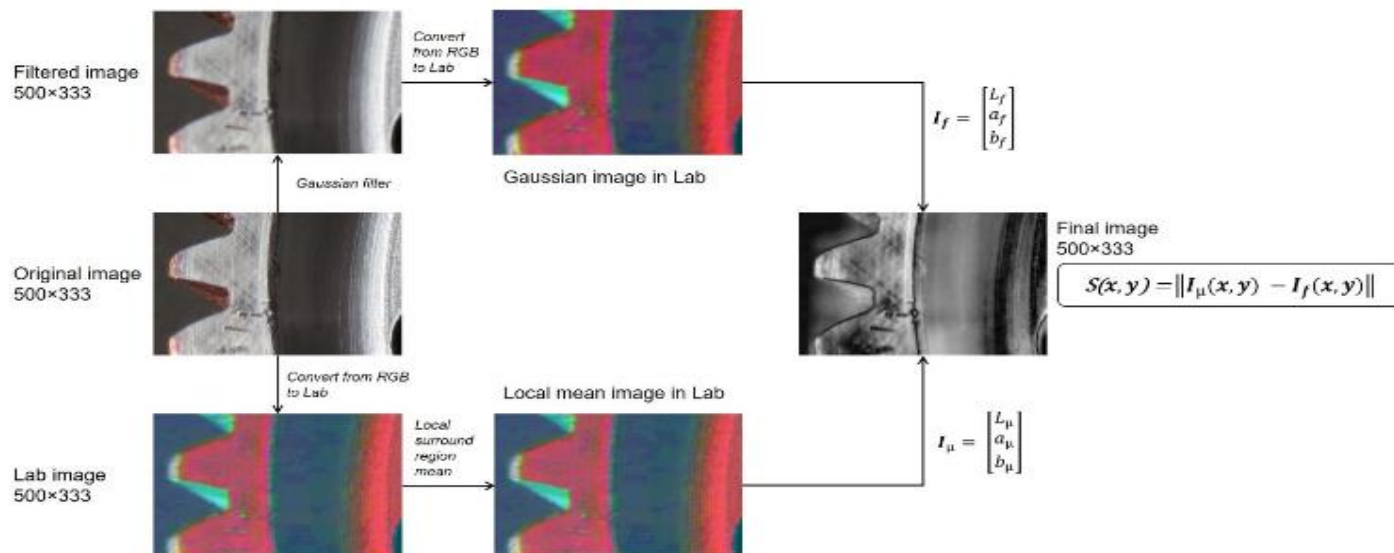 Filtered image
500×333
Convert
from RGB
to Lab
Gaussian filter
Gaussian image in Lab
I_f = [L_f a_f b_f]
Original image
500×333
Final image
500×333
S(x, y) = ‖I_μ(x, y) − I_f(x, y)‖
Convert from RGB
to Lab
Local mean image in Lab
Lab image
500×333
Local
surround
region
mean
I_μ = [L_μ a_μ b_μ]